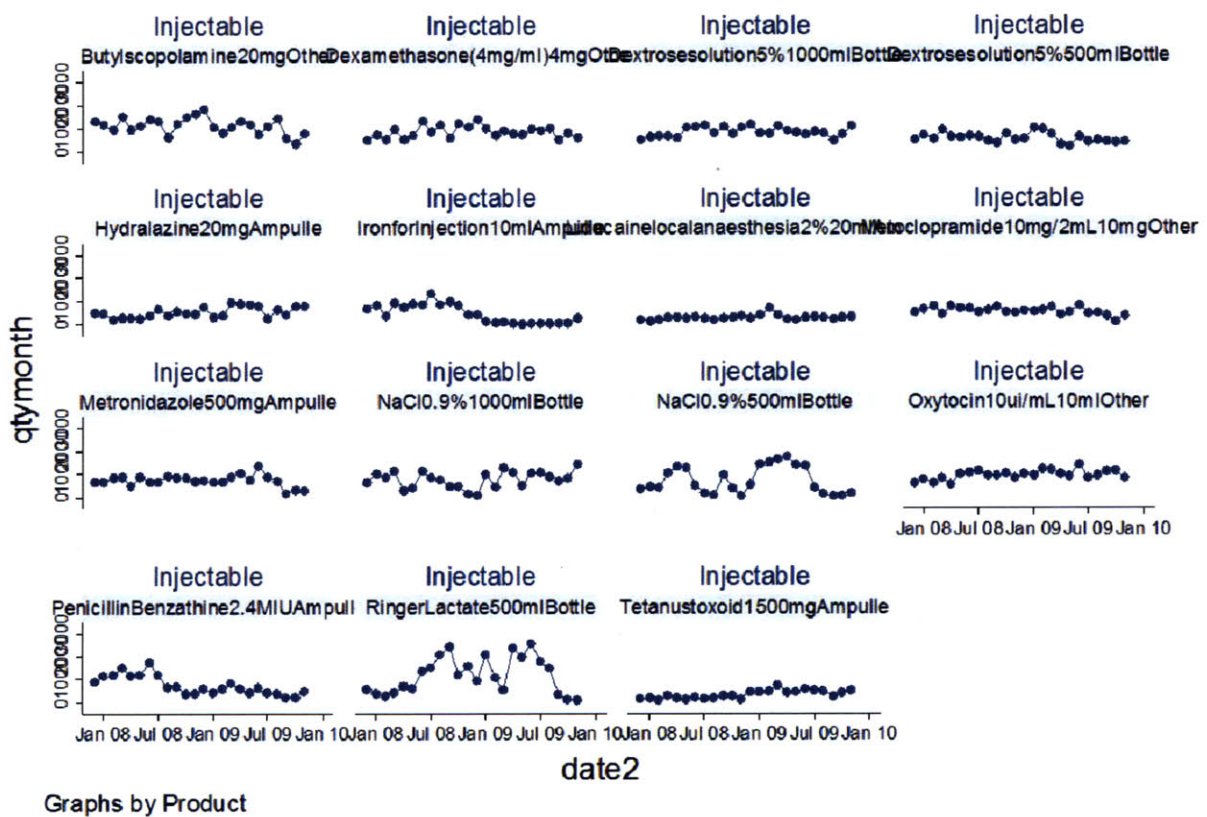 Injectable Injectable Injectable Injectable
Butylscopolamine20mgOther Dexamethasone(4mg/ml)4mgOthe Dextrosesolution5%1000mlBottle Dextrosesolution5%500mlBottle
Injectable Injectable Injectable Injectable
Hydralazine20mgAmpulle IronforInjection10mlAmpulle 10mg/2mL10mgOther
Injectable Injectable Injectable Injectable
Metronidazole500mgAmpulle NaCl0.9%1000mlBottle NaCl0.9%500mlBottle Oxytocin10ui/mL10mlOther
qtymonth
Jan 08 Jul 08 Jan 09 Jul 09 Jan 10
Injectable Injectable Injectable
PenicillinBenzathine2.4MIUAmpull RingerLactate500mlBottle Tetanustoxoid1500mgAmpulle
Jan 08 Jul 08 Jan 09 Jul 09 Jan 10 Jan 08 Jul 08 Jan 09 Jul 09 Jan 10 Jan 08 Jul 08 Jan 09 Jul 09 Jan 10
date2
Graphs by Product